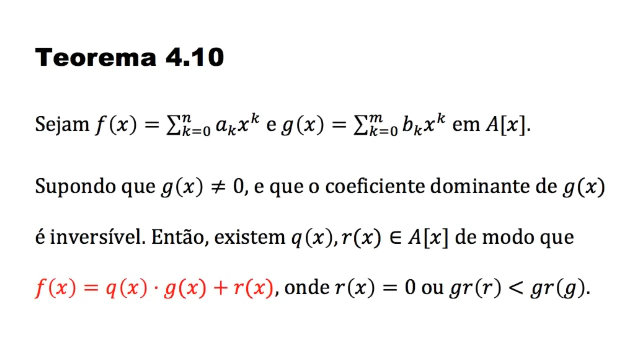 Teorema 4.10
Sejam f(x) = ∑ₖ₌₀ⁿ aₖxᵏ e g(x) = ∑ₖ₌₀ᵐ bₖxᵏ em A[x].
Supondo que g(x) ≠ 0, e que o coeficiente dominante de g(x)
é inversível. Então, existem q(x), r(x) ∈ A[x] de modo que
f(x) = q(x) · g(x) + r(x), onde r(x) = 0 ou gr(r) < gr(g).